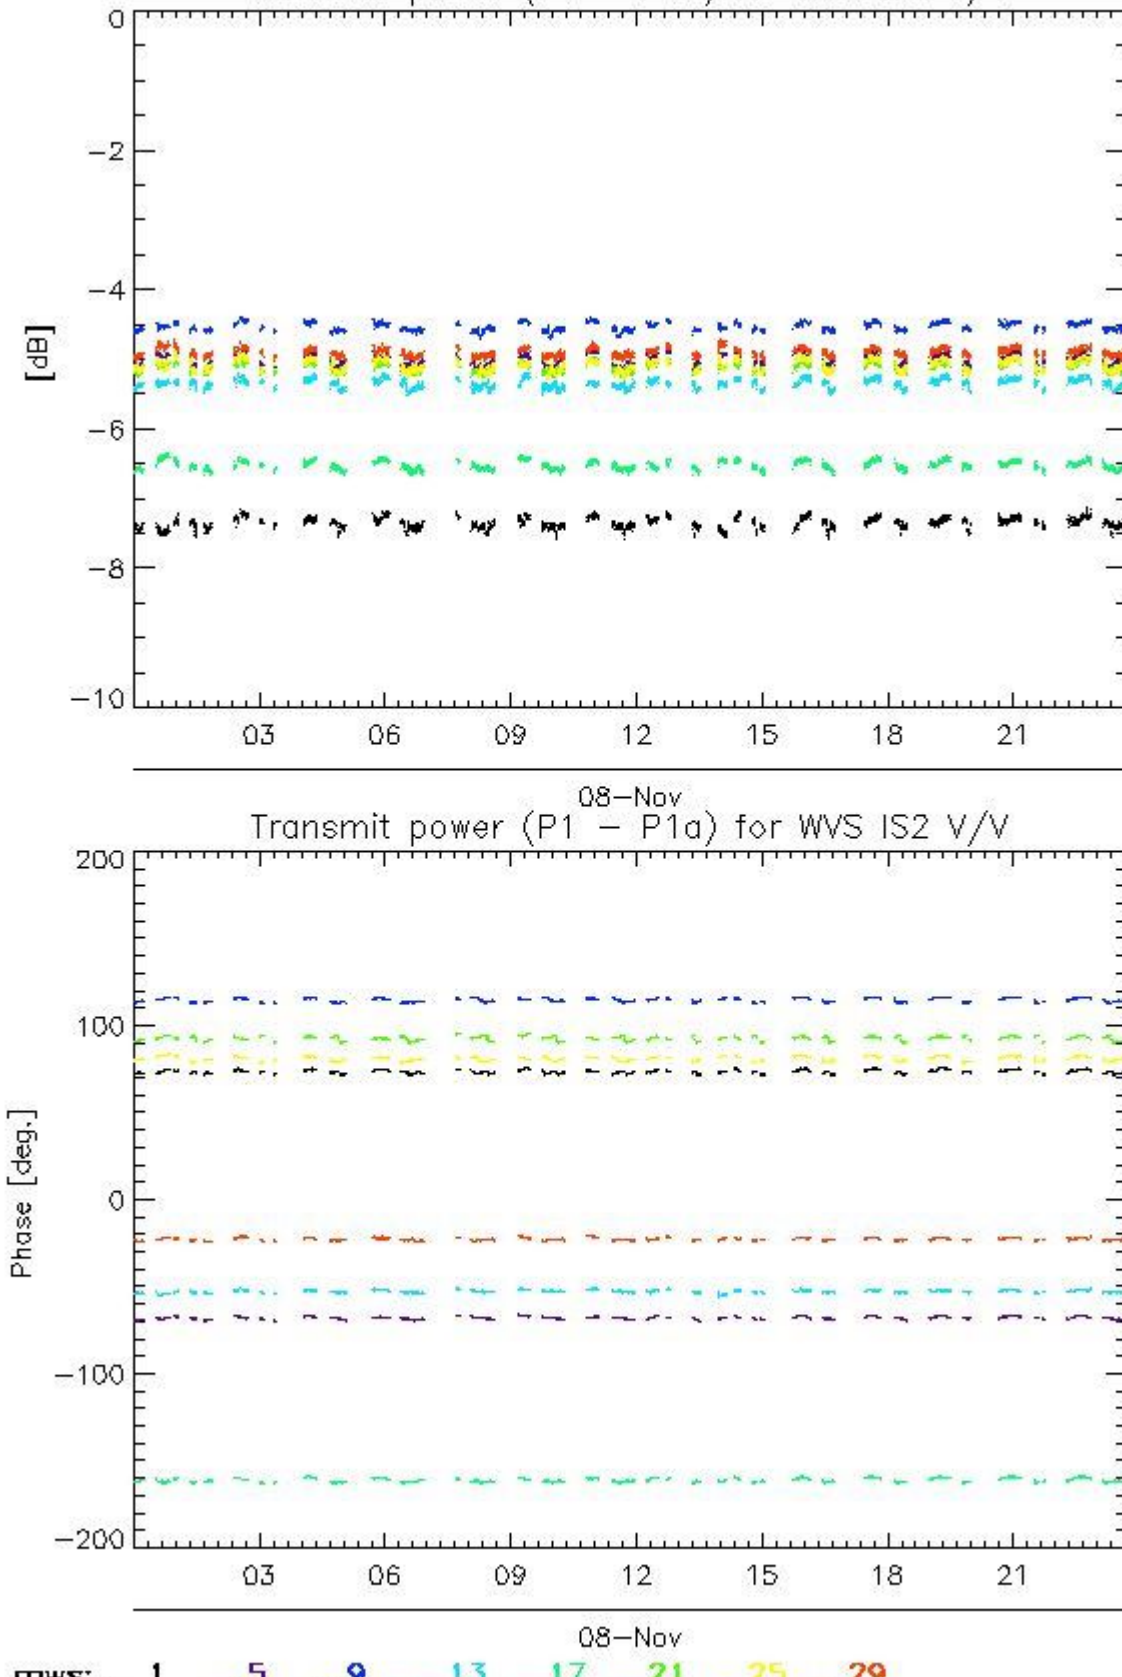 0
−2
−4
[dB]
−6
−8
−10
03 06 09 12 15 18 21
08−Nov
Transmit power (P1 − P1a) for WVS IS2 V/V
200
100
Phase [deg.]
0
−100
−200
03 06 09 12 15 18 21
08−Nov
rows: 1 5 9 13 17 21 25 29